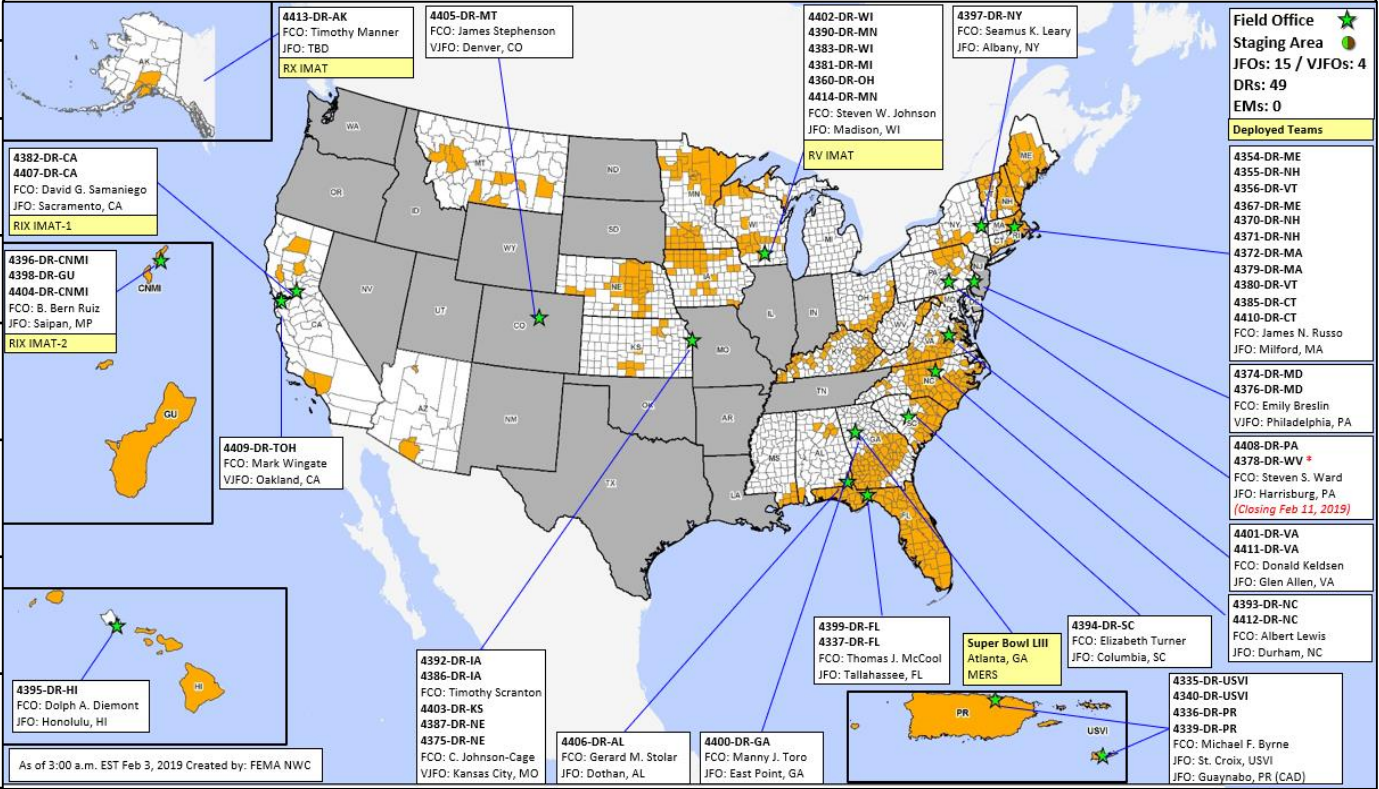 4413-DR-AK
FCO: Timothy Manner
JFO: TBD
RX IMAT
4405-DR-MT
FCO: James Stephenson
VJFO: Denver, CO
4402-DR-WI
4390-DR-MN
4383-DR-WI
4381-DR-MI
4360-DR-OH
4414-DR-MN
FCO: Steven W. Johnson
JFO: Madison, WI
RV IMAT
4397-DR-NY
FCO: Seamus K. Leary
JFO: Albany, NY
Field Office
Staging Area
JFOs: 15 / VJFOs: 4
DRs: 49
EMs: 0
Deployed Teams
4382-DR-CA
4407-DR-CA
FCO: David G. Samaniego
JFO: Sacramento, CA
RIX IMAT-1
4396-DR-CNMI
4398-DR-GU
4404-DR-CNMI
FCO: B. Bern Ruiz
JFO: Saipan, MP
RIX IMAT-2
CNMI
GU
4409-DR-TOH
FCO: Mark Wingate
VJFO: Oakland, CA
4354-DR-ME
4355-DR-NH
4356-DR-VT
4367-DR-ME
4370-DR-NH
4371-DR-NH
4372-DR-MA
4379-DR-MA
4380-DR-VT
4385-DR-CT
4410-DR-CT
FCO: James N. Russo
JFO: Milford, MA
4374-DR-MD
4376-DR-MD
FCO: Emily Breslin
VJFO: Philadelphia, PA
4408-DR-PA
4378-DR-WV *
FCO: Steven S. Ward
JFO: Harrisburg, PA
(Closing Feb 11, 2019)
4401-DR-VA
4411-DR-VA
FCO: Donald Keldsen
JFO: Glen Allen, VA
4393-DR-NC
4412-DR-NC
FCO: Albert Lewis
JFO: Durham, NC
4394-DR-SC
FCO: Elizabeth Turner
JFO: Columbia, SC
Super Bowl LIII
Atlanta, GA
MERS
4399-DR-FL
4337-DR-FL
FCO: Thomas J. McCool
JFO: Tallahassee, FL
4335-DR-USVI
4340-DR-USVI
4336-DR-PR
4339-DR-PR
FCO: Michael F. Byrne
JFO: St. Croix, USVI
JFO: Guaynabo, PR (CAD)
4400-DR-GA
FCO: Manny J. Toro
JFO: East Point, GA
4406-DR-AL
FCO: Gerard M. Stolar
JFO: Dothan, AL
4392-DR-IA
4386-DR-IA
FCO: Timothy Scranton
4403-DR-KS
4387-DR-NE
4375-DR-NE
FCO: C. Johnson-Cage
VJFO: Kansas City, MO
4395-DR-HI
FCO: Dolph A. Diemont
JFO: Honolulu, HI
HI
PR
USVI
As of 3:00 a.m. EST Feb 3, 2019 Created by: FEMA NWC
AK
WA
OR
ID
MT
ND
SD
WY
NV
UT
CO
CA
AZ
NM
NE
KS
OK
TX
MN
IA
MO
AR
LA
WI
MI
IL
IN
OH
KY
TN
MS
AL
GA
FL
SC
NC
VA
WV
MD
PA
NJ
NY
CT
RI
MA
VT
NH
ME